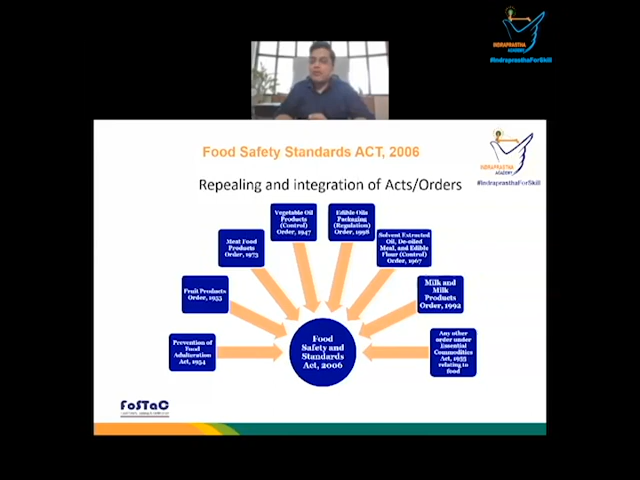 INDRAPRASTHA
ACADEMY
#IndraprasthaForSkill
Food Safety Standards ACT, 2006
INDRAPRASTHA
ACADEMY
#IndraprasthaForSkill
Repealing and integration of Acts/Orders
Vegetable Oil
Products
(Control)
Order, 1947
Edible Oils
Packaging
(Regulation)
Order, 1998
Meat Food
Products
Order, 1973
Solvent Extracted
Oil, De-oiled
Meal, and Edible
Flour (Control)
Order, 1967
Fruit Products
Order, 1955
Milk and
Milk
Products
Order, 1992
Prevention of
Food
Adulteration
Act, 1954
Food
Safety and
Standards
Act, 2006
Any other
order under
Essential
Commodities
Act, 1955
relating to
food
FoSTaC